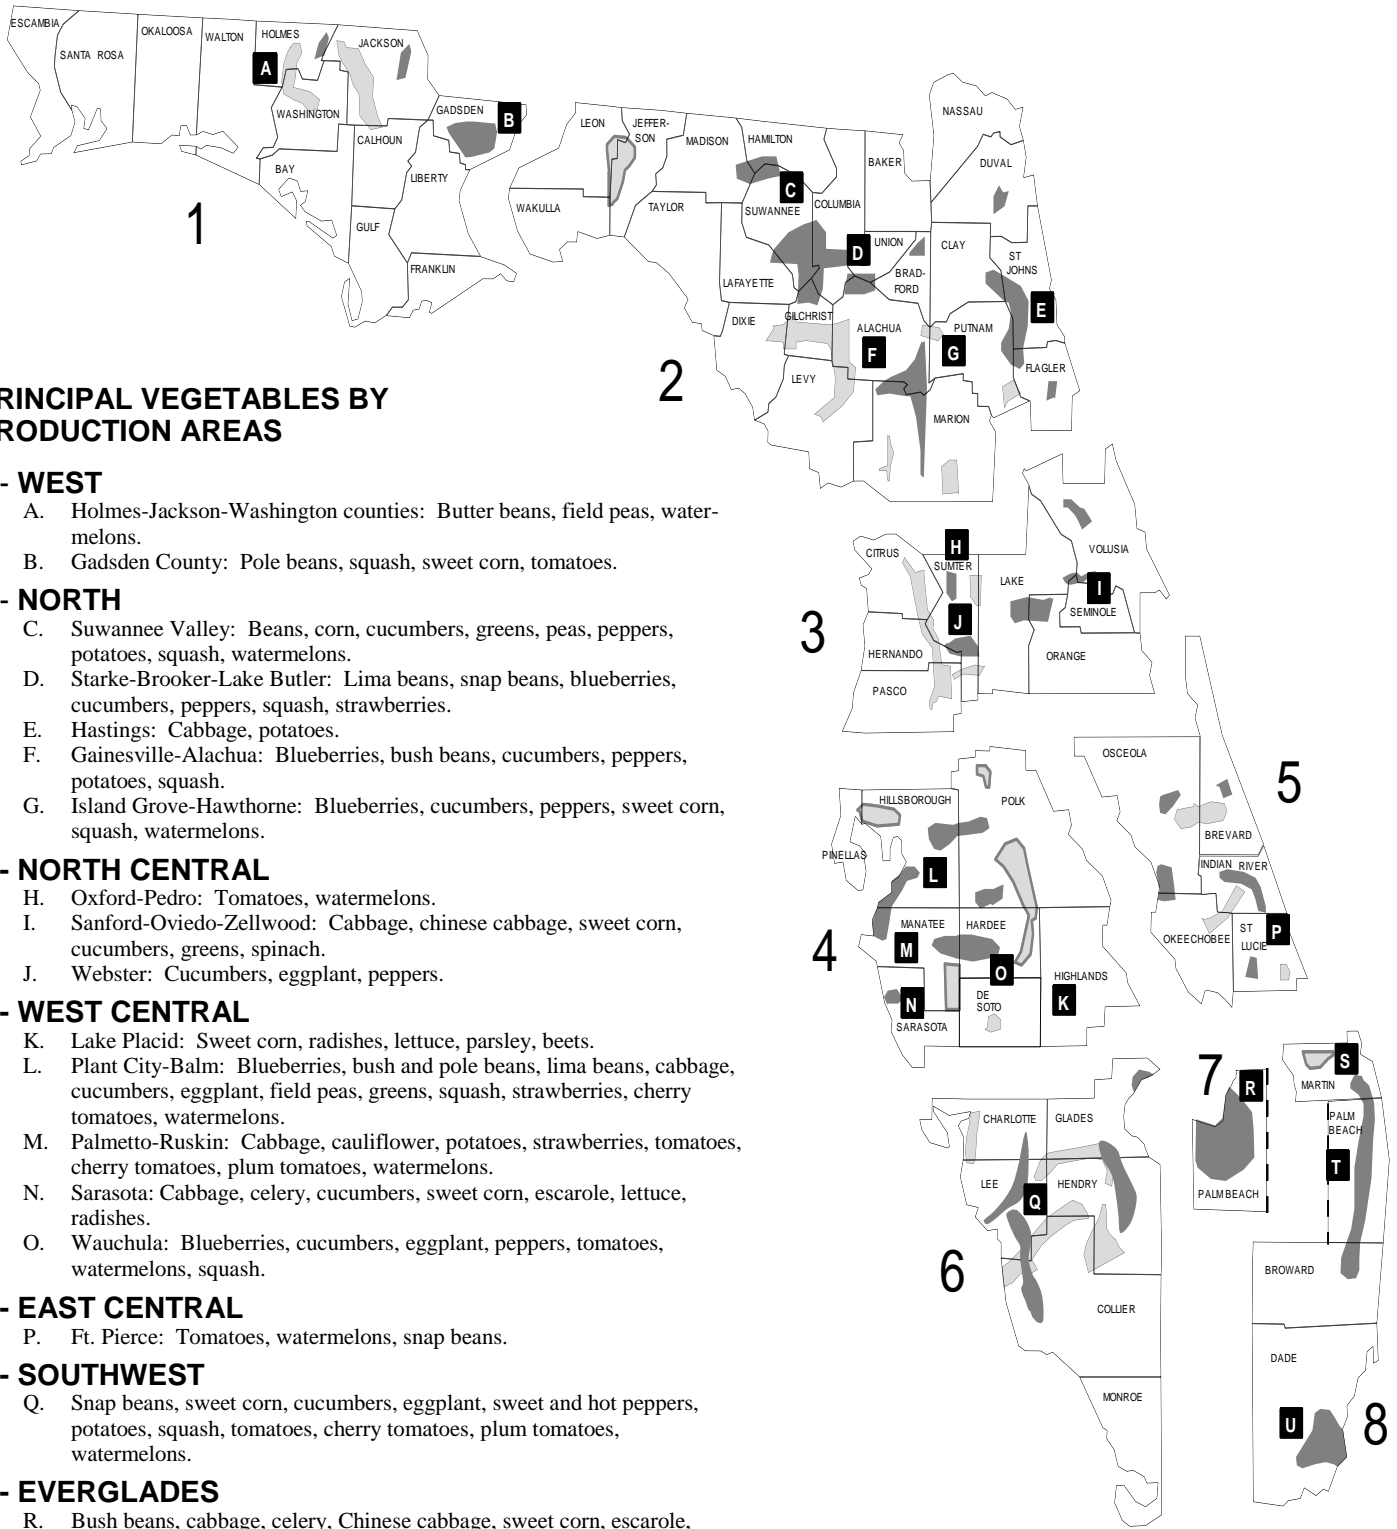 ESCAMBIA
SANTA ROSA
OKALOOSA
WALTON
HOLMES
JACKSON
A
WASHINGTON
GADSDEN
B
CALHOUN
BAY
LIBERTY
GULF
FRANKLIN
1
LEON
JEFFER-
SON
MADISON
HAMILTON
WAKULLA
TAYLOR
C
SUWANNEE
COLUMBIA
BAKER
NASSAU
DUVAL
D
UNION
CLAY
ST
JOHNS
BRAD-
FORD
LAFAYETTE
DIXIE
GILCHRIST
ALACHUA
F
G
PUTNAM
E
FLAGLER
LEVY
MARION
2
RINCIPAL VEGETABLES BY
RODUCTION AREAS
- WEST
A. Holmes-Jackson-Washington counties: Butter beans, field peas, water-
melons.
B. Gadsden County: Pole beans, squash, sweet corn, tomatoes.
- NORTH
C. Suwannee Valley: Beans, corn, cucumbers, greens, peas, peppers,
potatoes, squash, watermelons.
D. Starke-Brooker-Lake Butler: Lima beans, snap beans, blueberries,
cucumbers, peppers, squash, strawberries.
E. Hastings: Cabbage, potatoes.
F. Gainesville-Alachua: Blueberries, bush beans, cucumbers, peppers,
potatoes, squash.
G. Island Grove-Hawthorne: Blueberries, cucumbers, peppers, sweet corn,
squash, watermelons.
- NORTH CENTRAL
H. Oxford-Pedro: Tomatoes, watermelons.
I. Sanford-Oviedo-Zellwood: Cabbage, chinese cabbage, sweet corn,
cucumbers, greens, spinach.
J. Webster: Cucumbers, eggplant, peppers.
- WEST CENTRAL
K. Lake Placid: Sweet corn, radishes, lettuce, parsley, beets.
L. Plant City-Balm: Blueberries, bush and pole beans, lima beans, cabbage,
cucumbers, eggplant, field peas, greens, squash, strawberries, cherry
tomatoes, watermelons.
M. Palmetto-Ruskin: Cabbage, cauliflower, potatoes, strawberries, tomatoes,
cherry tomatoes, plum tomatoes, watermelons.
N. Sarasota: Cabbage, celery, cucumbers, sweet corn, escarole, lettuce,
radishes.
O. Wauchula: Blueberries, cucumbers, eggplant, peppers, tomatoes,
watermelons, squash.
- EAST CENTRAL
P. Ft. Pierce: Tomatoes, watermelons, snap beans.
- SOUTHWEST
Q. Snap beans, sweet corn, cucumbers, eggplant, sweet and hot peppers,
potatoes, squash, tomatoes, cherry tomatoes, plum tomatoes,
watermelons.
- EVERGLADES
R. Bush beans, cabbage, celery, Chinese cabbage, sweet corn, escarole,
CITRUS
H
SUMTER
LAKE
VOLUSIA
I
SEMINOLE
J
3
HERNANDO
ORANGE
PASCO
OSCEOLA
5
HILLSBOROUGH
POLK
BREVARD
PINELLAS
L
INDIAN RIVER
MANATEE
HARDEE
M
4
OKEECHOBEE
ST
LUCIE
P
O
HIGHLANDS
N
DE
SOTO
K
SARASOTA
7
R
S
MARTIN
CHARLOTTE
GLADES
PALM
BEACH
T
LEE
HENDRY
Q
PALM BEACH
6
BROWARD
COLLIER
DADE
MONROE
U
8